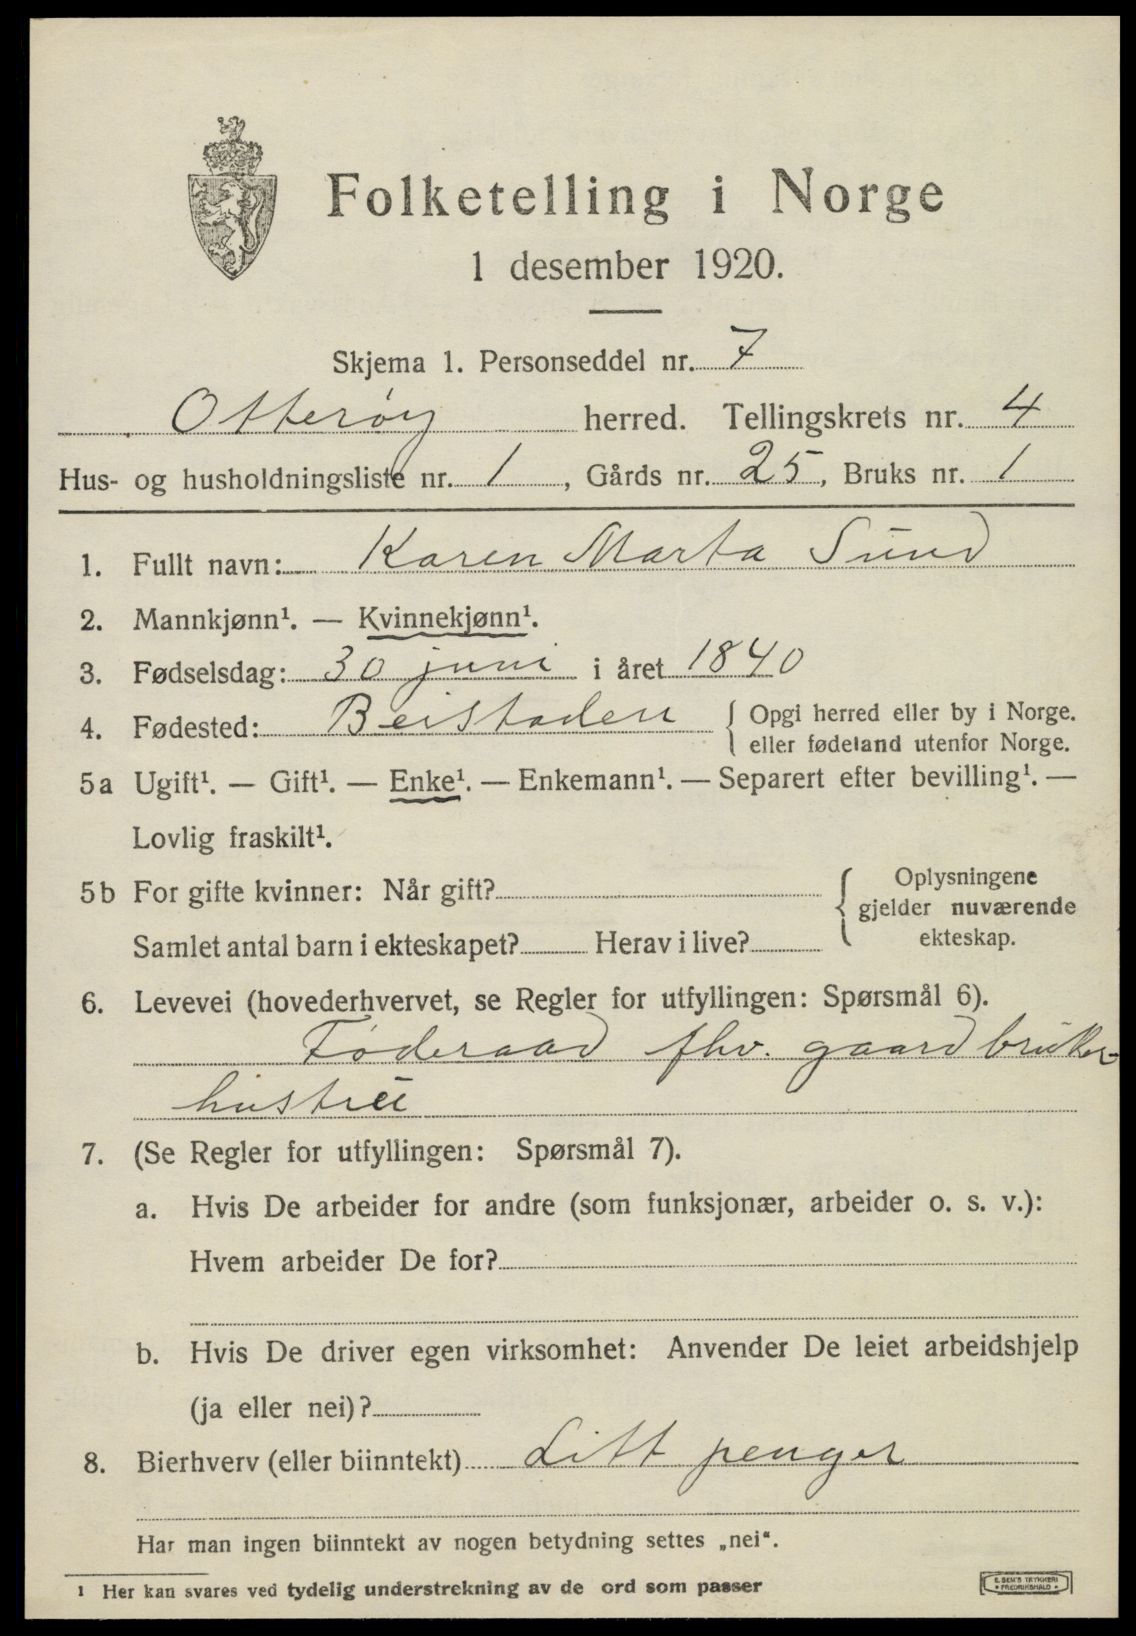 Folketelling i Norge
1 desember 1920.
Skjema 1. Personseddel nr. 7
Otterøy herred. Tellingskrets nr. 4
Hus- og husholdningsliste nr. 1, Gårds nr. 25, Bruks nr. 1
1. Fullt navn: Karen Marta Sund
2. Mannkjønn¹. — Kvinnekjønn¹.
3. Fødselsdag: 30 juni i året 1840
4. Fødested: Beistaden { Opgi herred eller by i Norge.
eller fødeland utenfor Norge.
5a Ugift¹. — Gift¹. — Enke¹. — Enkemann¹. — Separert efter bevilling¹. —
Lovlig fraskilt¹.
5b For gifte kvinner: Når gift? { Oplysningene
gjelder nuværende
Samlet antal barn i ekteskapet? Herav i live? ekteskap.
6. Levevei (hovederhvervet, se Regler for utfyllingen: Spørsmål 6).
Føderaad fhv. gaardbruker-
hustru
7. (Se Regler for utfyllingen: Spørsmål 7).
a. Hvis De arbeider for andre (som funksjonær, arbeider o. s. v.):
Hvem arbeider De for?
b. Hvis De driver egen virksomhet: Anvender De leiet arbeidshjelp
(ja eller nei)?
8. Bierhverv (eller biinntekt) Litt penger
Har man ingen biinntekt av nogen betydning settes „nei“.
1 Her kan svares ved tydelig understrekning av de ord som passer
E. SEM'S TRYKKERI
• FREDRIKSHALD •